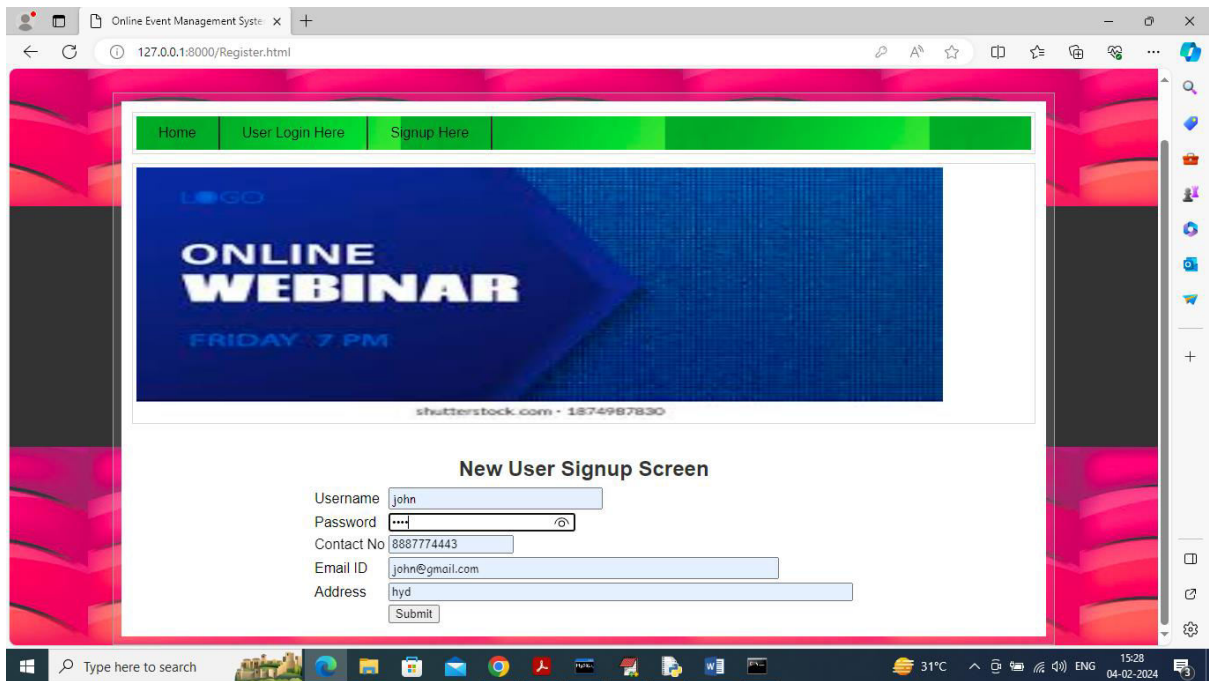 Online Event Management Syste
127.0.0.1:8000/Register.html
Home User Login Here Signup Here
LOGO
ONLINE
WEBINAR
FRIDAY 7 PM
shutterstock.com · 1874987830
New User Signup Screen
Username john
Password ••••
Contact No 8887774443
Email ID john@gmail.com
Address hyd
Submit
Type here to search 31°C ENG 15:28
04-02-2024 3